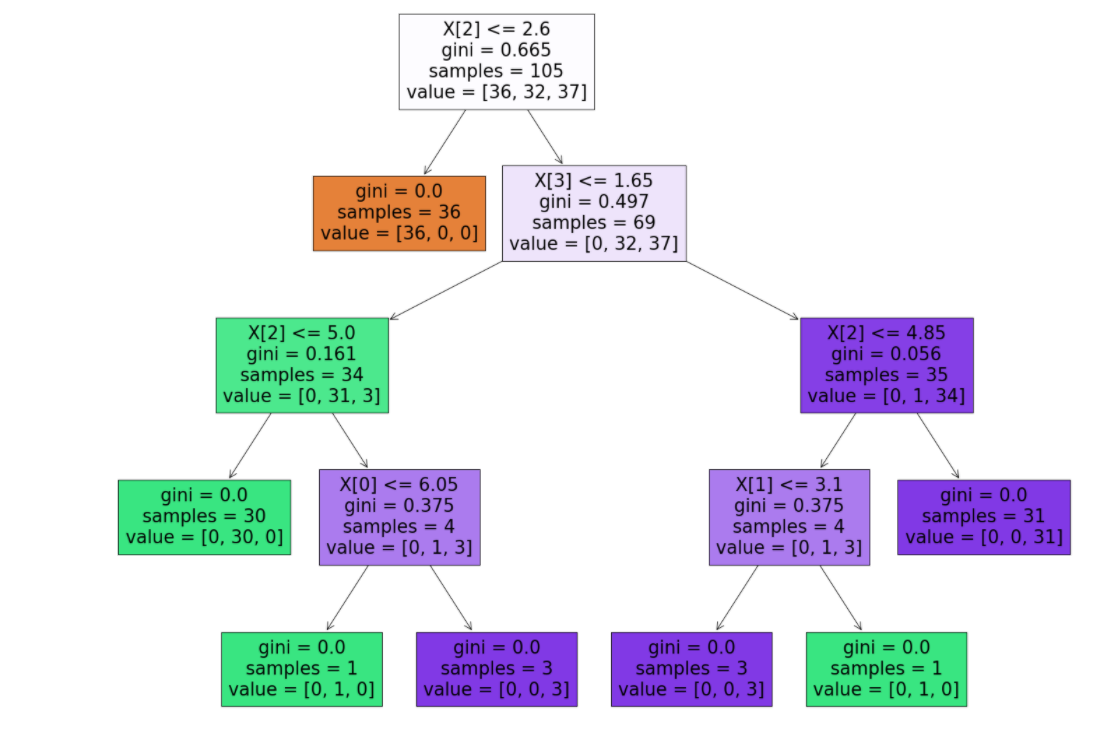 X[2] <= 2.6
gini = 0.665
samples = 105
value = [36, 32, 37]
gini = 0.0
samples = 36
value = [36, 0, 0]
X[3] <= 1.65
gini = 0.497
samples = 69
value = [0, 32, 37]
X[2] <= 5.0
gini = 0.161
samples = 34
value = [0, 31, 3]
X[2] <= 4.85
gini = 0.056
samples = 35
value = [0, 1, 34]
gini = 0.0
samples = 30
value = [0, 30, 0]
X[0] <= 6.05
gini = 0.375
samples = 4
value = [0, 1, 3]
X[1] <= 3.1
gini = 0.375
samples = 4
value = [0, 1, 3]
gini = 0.0
samples = 31
value = [0, 0, 31]
gini = 0.0
samples = 1
value = [0, 1, 0]
gini = 0.0
samples = 3
value = [0, 0, 3]
gini = 0.0
samples = 3
value = [0, 0, 3]
gini = 0.0
samples = 1
value = [0, 1, 0]